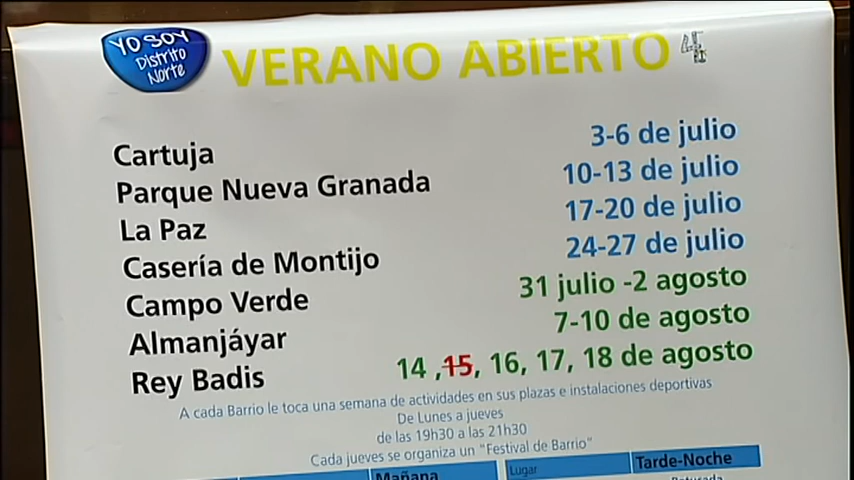 YO SOY
Distrito
Norte
VERANO ABIERTO 4
Cartuja 3-6 de julio
Parque Nueva Granada 10-13 de julio
La Paz 17-20 de julio
Casería de Montijo 24-27 de julio
Campo Verde 31 julio -2 agosto
Almanjáyar 7-10 de agosto
Rey Badis 14 ,15, 16, 17, 18 de agosto
A cada Barrio le toca una semana de actividades en sus plazas e instalaciones deportivas
De Lunes a jueves
de las 19h30 a las 21h30
Cada jueves se organiza un "Festival de Barrio"
Mañana Lugar Tarde-Noche